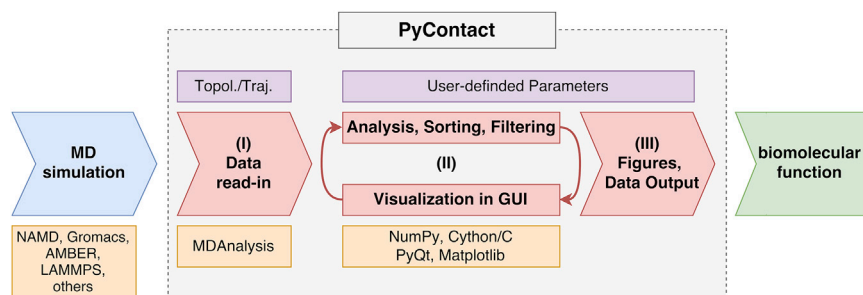 PyContact
Topol./Traj.
User-definded Parameters
MD
simulation
(I)
Data
read-in
Analysis, Sorting, Filtering
(II)
Visualization in GUI
(III)
Figures,
Data Output
biomolecular
function
NAMD, Gromacs,
AMBER,
LAMMPS,
others
MDAnalysis
NumPy, Cython/C
PyQt, Matplotlib